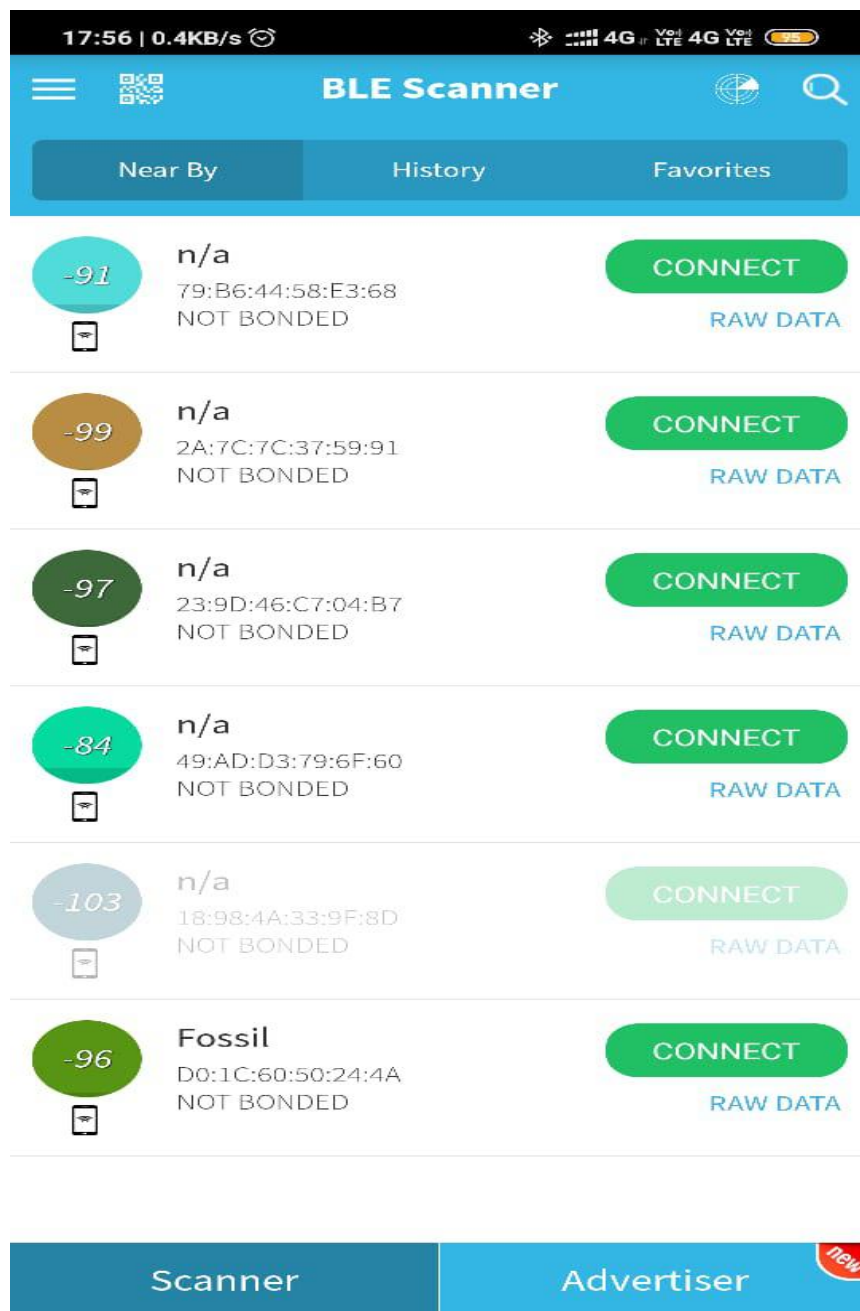 17:56 | 0.4KB/s 4G Vo) LTE 4G Vo) LTE 95
BLE Scanner
Near By History Favorites
-91 n/a CONNECT
79:B6:44:58:E3:68
NOT BONDED RAW DATA
-99 n/a CONNECT
2A:7C:7C:37:59:91
NOT BONDED RAW DATA
-97 n/a CONNECT
23:9D:46:C7:04:B7
NOT BONDED RAW DATA
-84 n/a CONNECT
49:AD:D3:79:6F:60
NOT BONDED RAW DATA
-103 n/a CONNECT
18:98:4A:33:9F:8D
NOT BONDED RAW DATA
-96 Fossil CONNECT
D0:1C:60:50:24:4A
NOT BONDED RAW DATA
Scanner Advertiser new